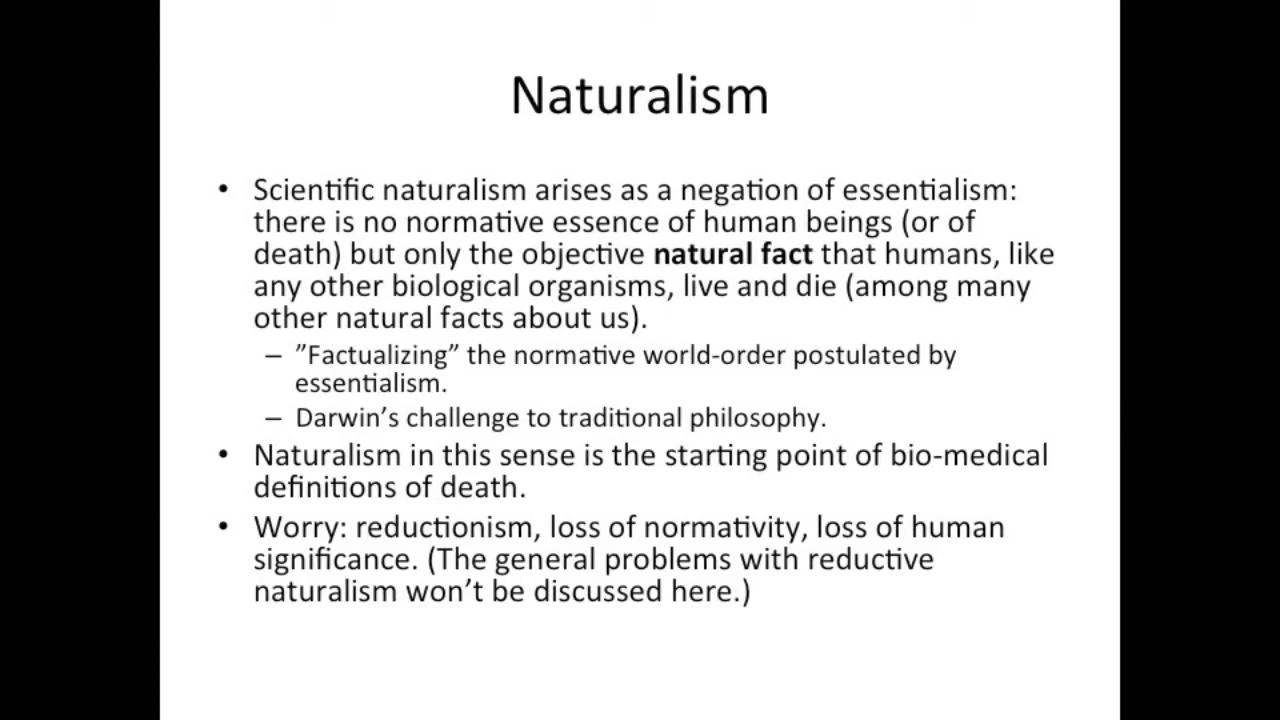 Naturalism
• Scientific naturalism arises as a negation of essentialism:
there is no normative essence of human beings (or of
death) but only the objective natural fact that humans, like
any other biological organisms, live and die (among many
other natural facts about us).
– ”Factualizing” the normative world-order postulated by
essentialism.
– Darwin’s challenge to traditional philosophy.
• Naturalism in this sense is the starting point of bio-medical
definitions of death.
• Worry: reductionism, loss of normativity, loss of human
significance. (The general problems with reductive
naturalism won’t be discussed here.)